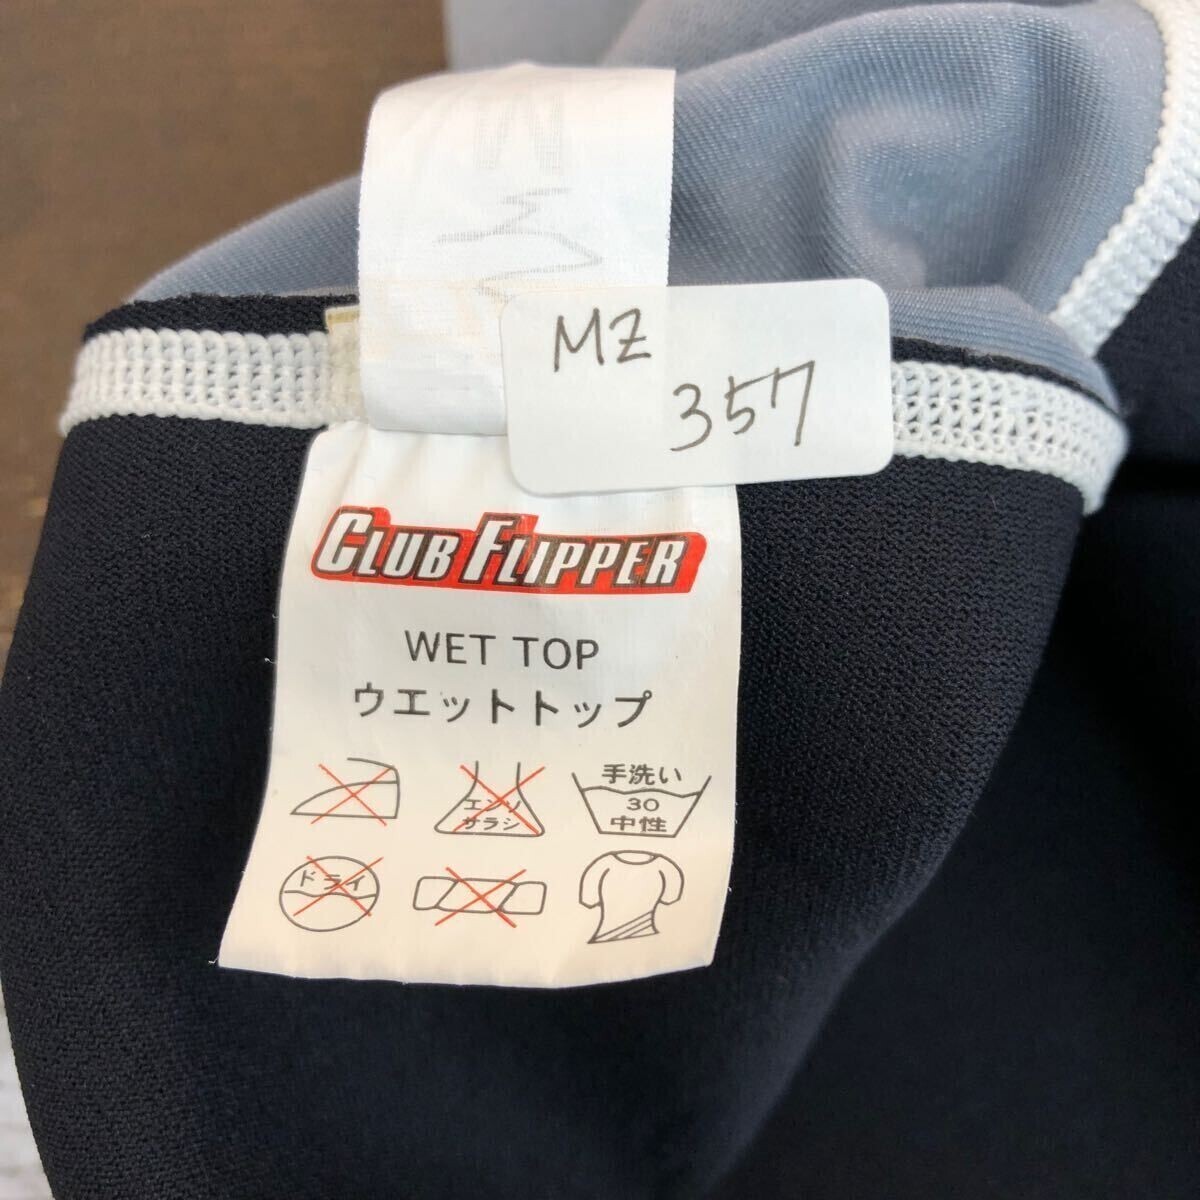 MZ
357
CLUB FLIPPER
WET TOP
ウエットトップ
エンソ
サラシ
手洗い
30
中性
ドライ